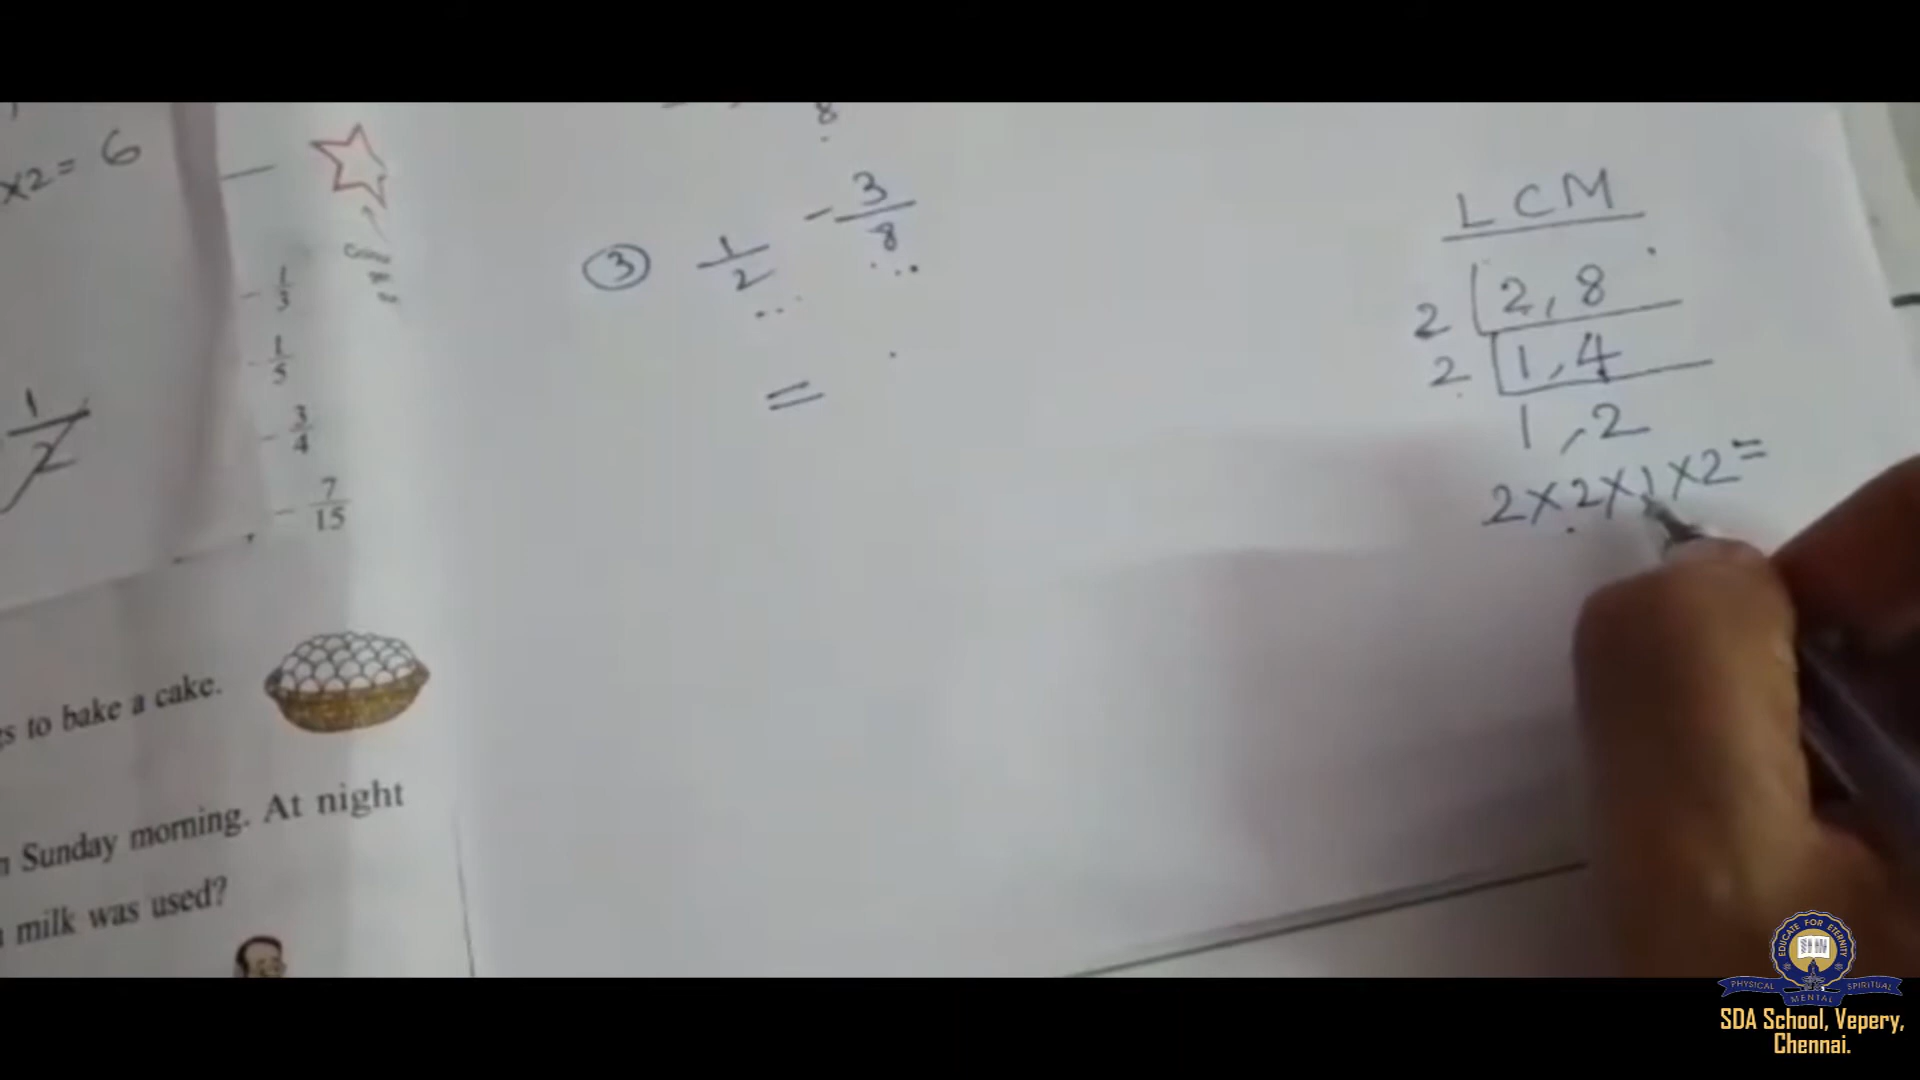 ×2= 6
1/2
- 1/3
- 1/5
- 3/4
- 7/15
to bake a cake.
Sunday morning. At night
milk was used?
8
③ 1/2 - 3/8
=
LCM
2 | 2, 8
2 | 1, 4
1, 2
2×2×1×2=
EDUCATE FOR ETERNITY
PHYSICAL MENTAL SPIRITUAL
SDA School, Vepery,
Chennai.